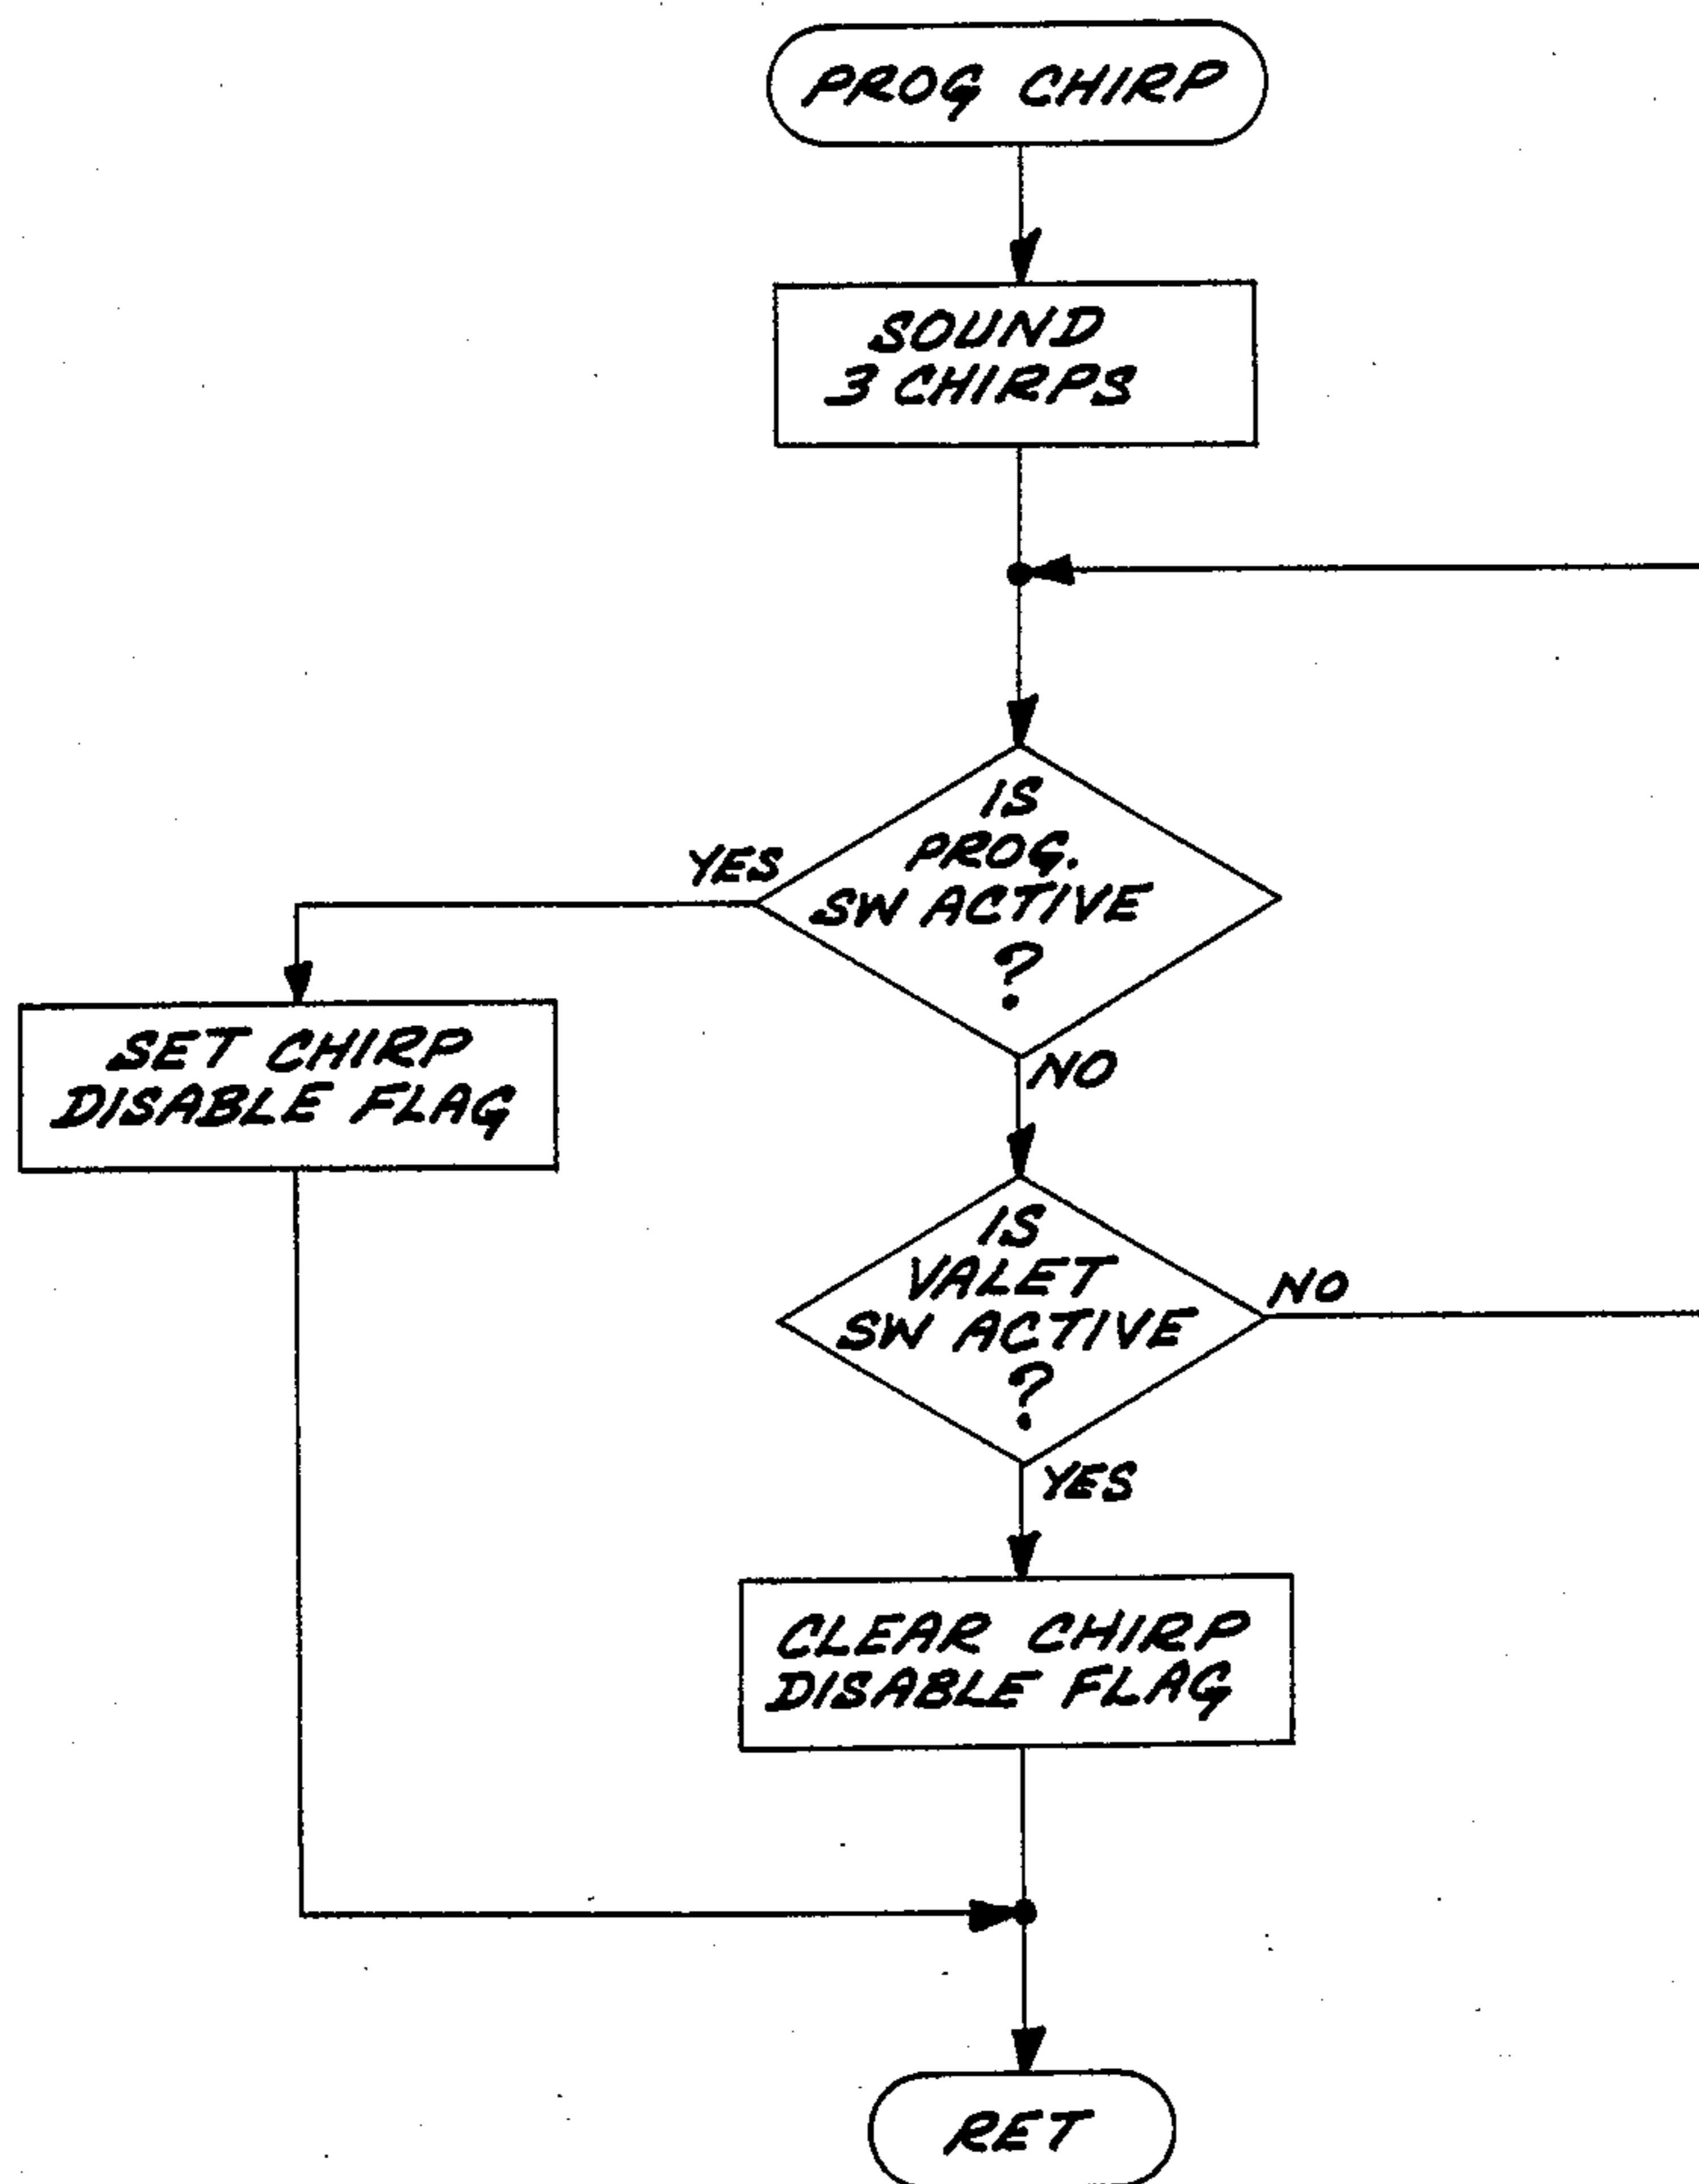 PROG CHIRP
SOUND
3 CHIRPS
IS
PROG.
SW ACTIVE
?
YES
NO
SET CHIRP
DISABLE FLAG
IS
VALET
SW ACTIVE
?
NO
YES
CLEAR CHIRP
DISABLE FLAG
RET